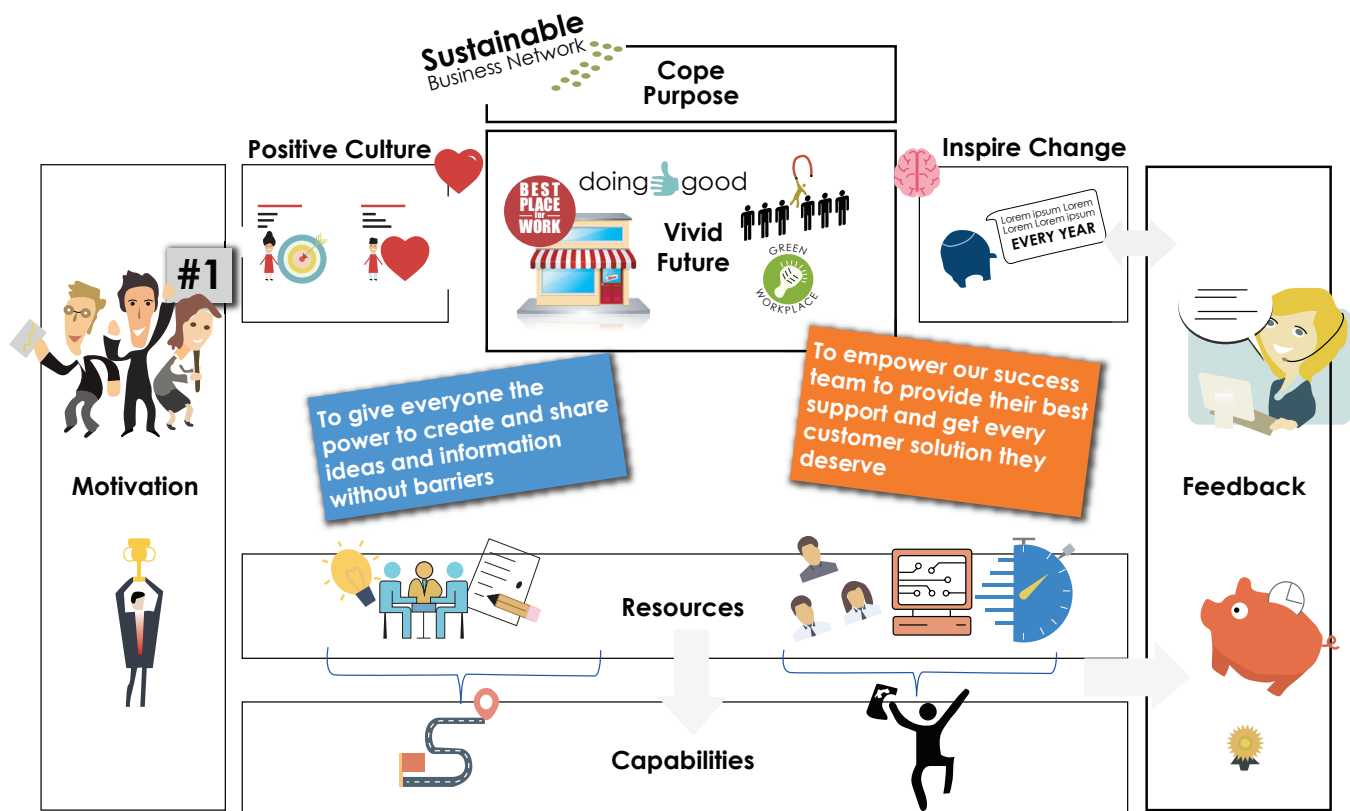 Sustainable
Business Network
Cope
Purpose
Positive Culture
Inspire Change
BEST
PLACE
for
WORK
doing good
Vivid
Future
GREEN
WORKPLACE
Lorem ipsum Lorem
Lorem Lorem ipsum
EVERY YEAR
#1
To give everyone the
power to create and share
ideas and information
without barriers
To empower our success
team to provide their best
support and get every
customer solution they
deserve
Motivation
Feedback
Resources
Capabilities